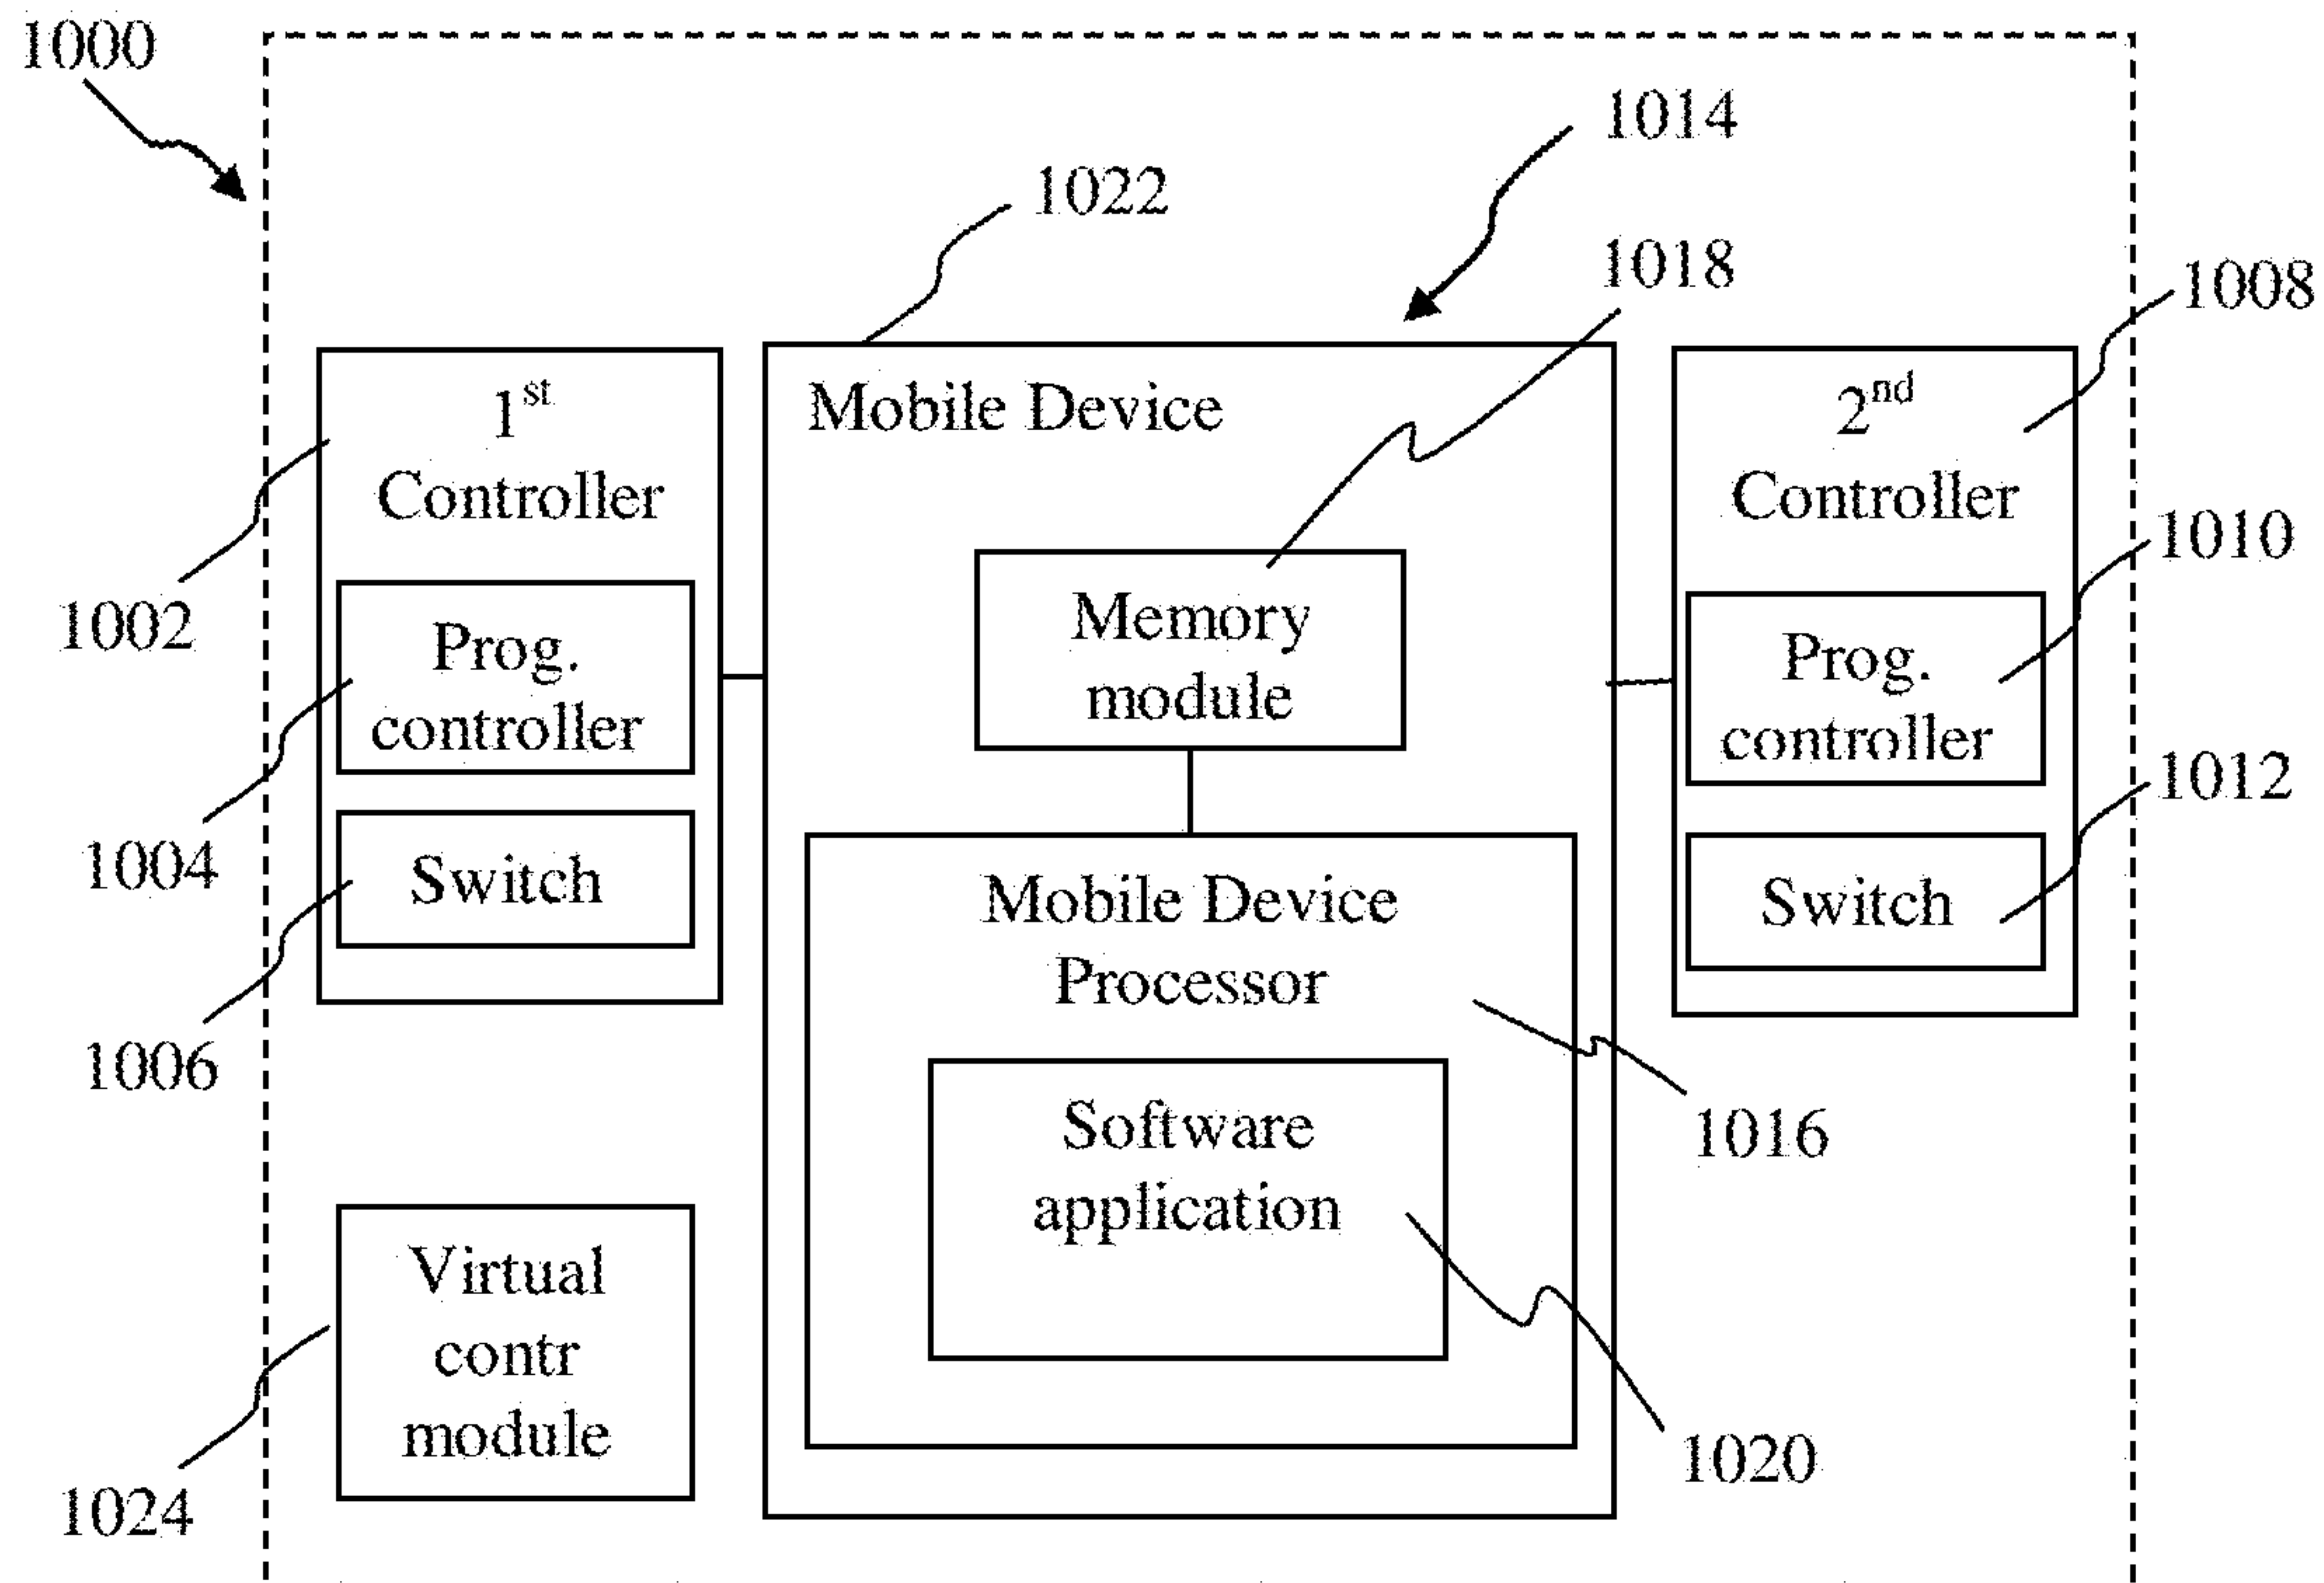 1000
1014
1022
1018
1008
1st
Controller
Mobile Device
2nd
Controller
1010
1002
Prog.
controller
Memory
module
Prog.
controller
1012
1004
Switch
Mobile Device
Processor
Switch
1006
Software
application
1016
Virtual
contr
module
1020
1024